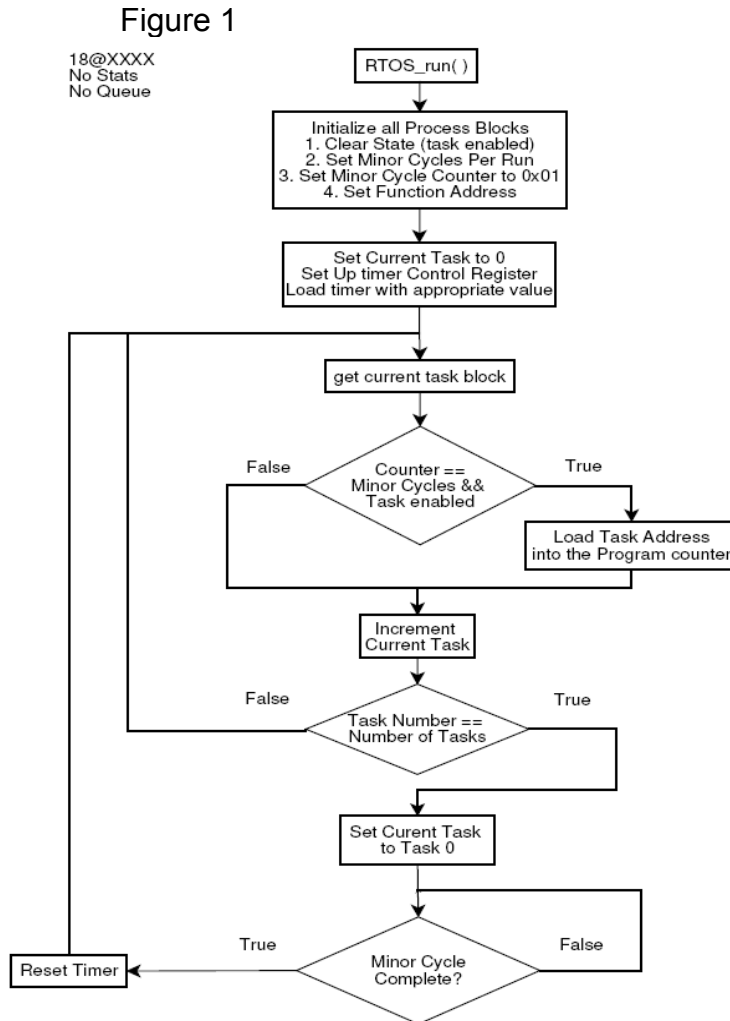 Figure 1
18@XXXX
No Stats
No Queue
RTOS_run( )
Initialize all Process Blocks
1. Clear State (task enabled)
2. Set Minor Cycles Per Run
3. Set Minor Cycle Counter to 0x01
4. Set Function Address
Set Current Task to 0
Set Up timer Control Register
Load timer with appropriate value
get current task block
False
Counter ==
Minor Cycles &&
Task enabled
True
Load Task Address
into the Program counter
Increment
Current Task
False
Task Number ==
Number of Tasks
True
Set Curent Task
to Task 0
True
Minor Cycle
Complete?
False
Reset Timer